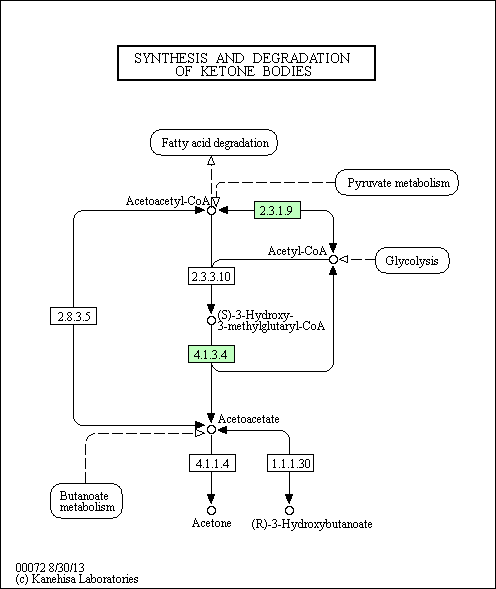 SYNTHESIS AND DEGRADATION
OF KETONE BODIES
Fatty acid degradation
Pyruvate metabolism
Acetoacetyl-CoA
2.3.1.9
Acetyl-CoA
Glycolysis
2.3.3.10
2.8.3.5
(S)-3-Hydroxy-
3-methylglutaryl-CoA
4.1.3.4
Acetoacetate
4.1.1.4
1.1.1.30
Butanoate
metabolism
Acetone
(R)-3-Hydroxybutanoate
00072 8/30/13
(c) Kanehisa Laboratories